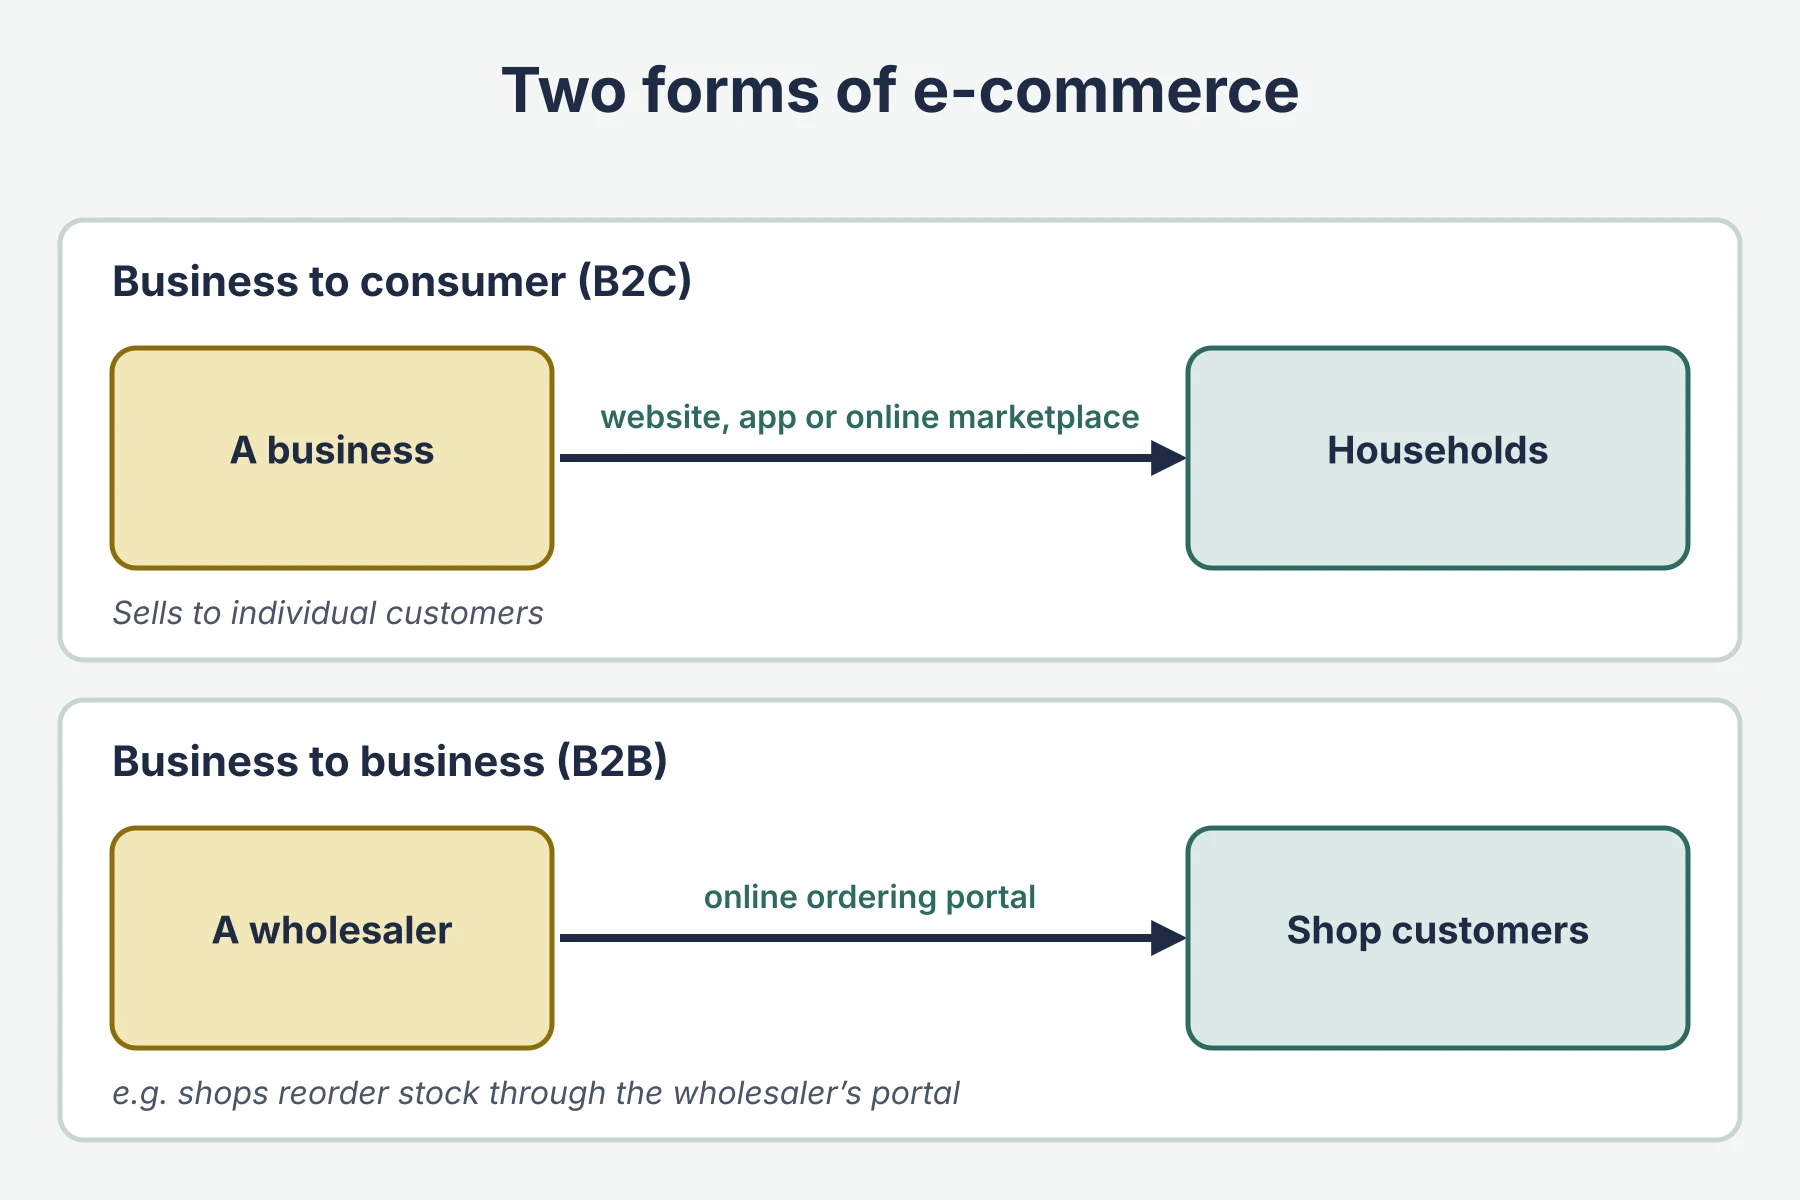 Two forms of e-commerce
Business to consumer (B2C)
A business
website, app or online marketplace
Households
Sells to individual customers
Business to business (B2B)
A wholesaler
online ordering portal
Shop customers
e.g. shops reorder stock through the wholesaler’s portal